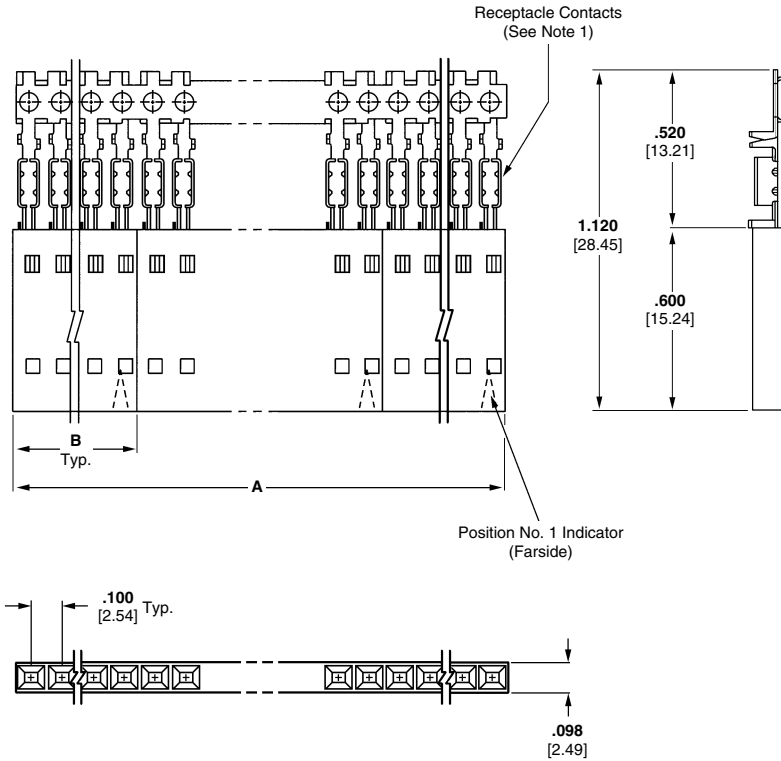 Receptacle Contacts
(See Note 1)
.520
[13.21]
1.120
[28.45]
.600
[15.24]
B
Typ.
A
Position No. 1 Indicator
(Farside)
.100
[2.54] Typ.
.098
[2.49]